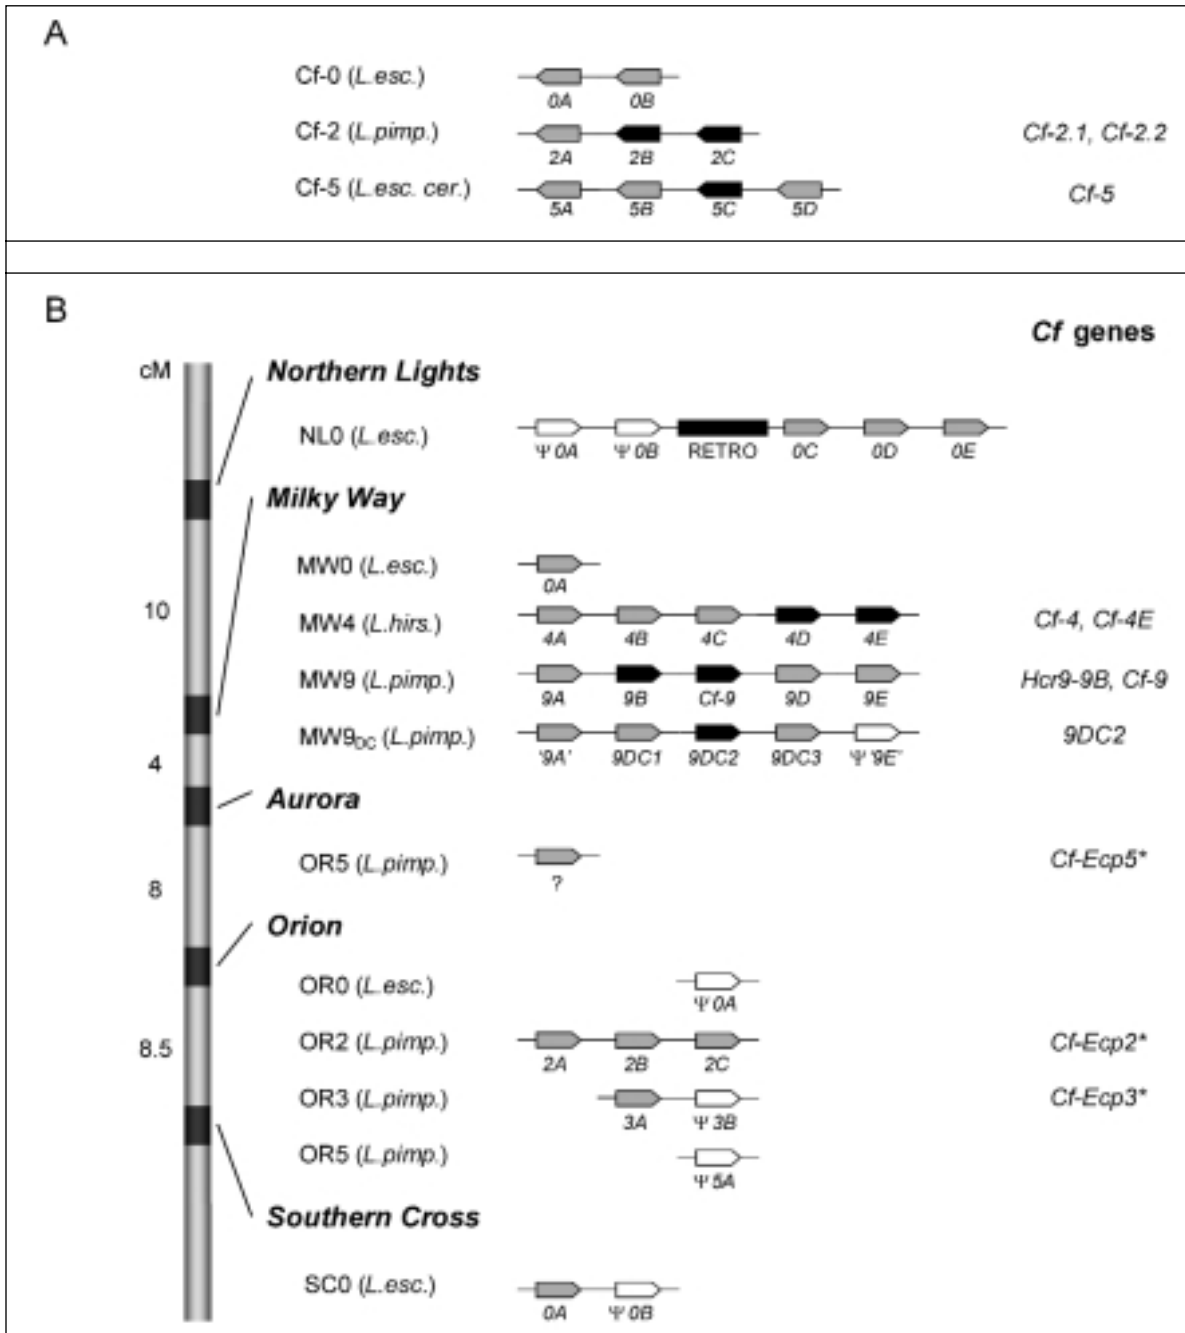 A
Cf-0 (L.esc.)
0A 0B
Cf-2 (L.pimp.) Cf-2.1, Cf-2.2
2A 2B 2C
Cf-5 (L.esc. cer.) Cf-5
5A 5B 5C 5D
B
Cf genes
cM Northern Lights
NL0 (L.esc.)
Ψ 0A Ψ 0B RETRO 0C 0D 0E
Milky Way
MW0 (L.esc.)
0A
10
MW4 (L.hirs.) Cf-4, Cf-4E
4A 4B 4C 4D 4E
MW9 (L.pimp.) Hcr9-9B, Cf-9
9A 9B Cf-9 9D 9E
MW9DC (L.pimp.) 9DC2
'9A' 9DC1 9DC2 9DC3 Ψ '9E'
4
Aurora
OR5 (L.pimp.) Cf-Ecp5*
?
8
Orion
OR0 (L.esc.)
Ψ 0A
8.5
OR2 (L.pimp.) Cf-Ecp2*
2A 2B 2C
OR3 (L.pimp.) Cf-Ecp3*
3A Ψ 3B
OR5 (L.pimp.)
Ψ 5A
Southern Cross
SC0 (L.esc.)
0A Ψ 0B